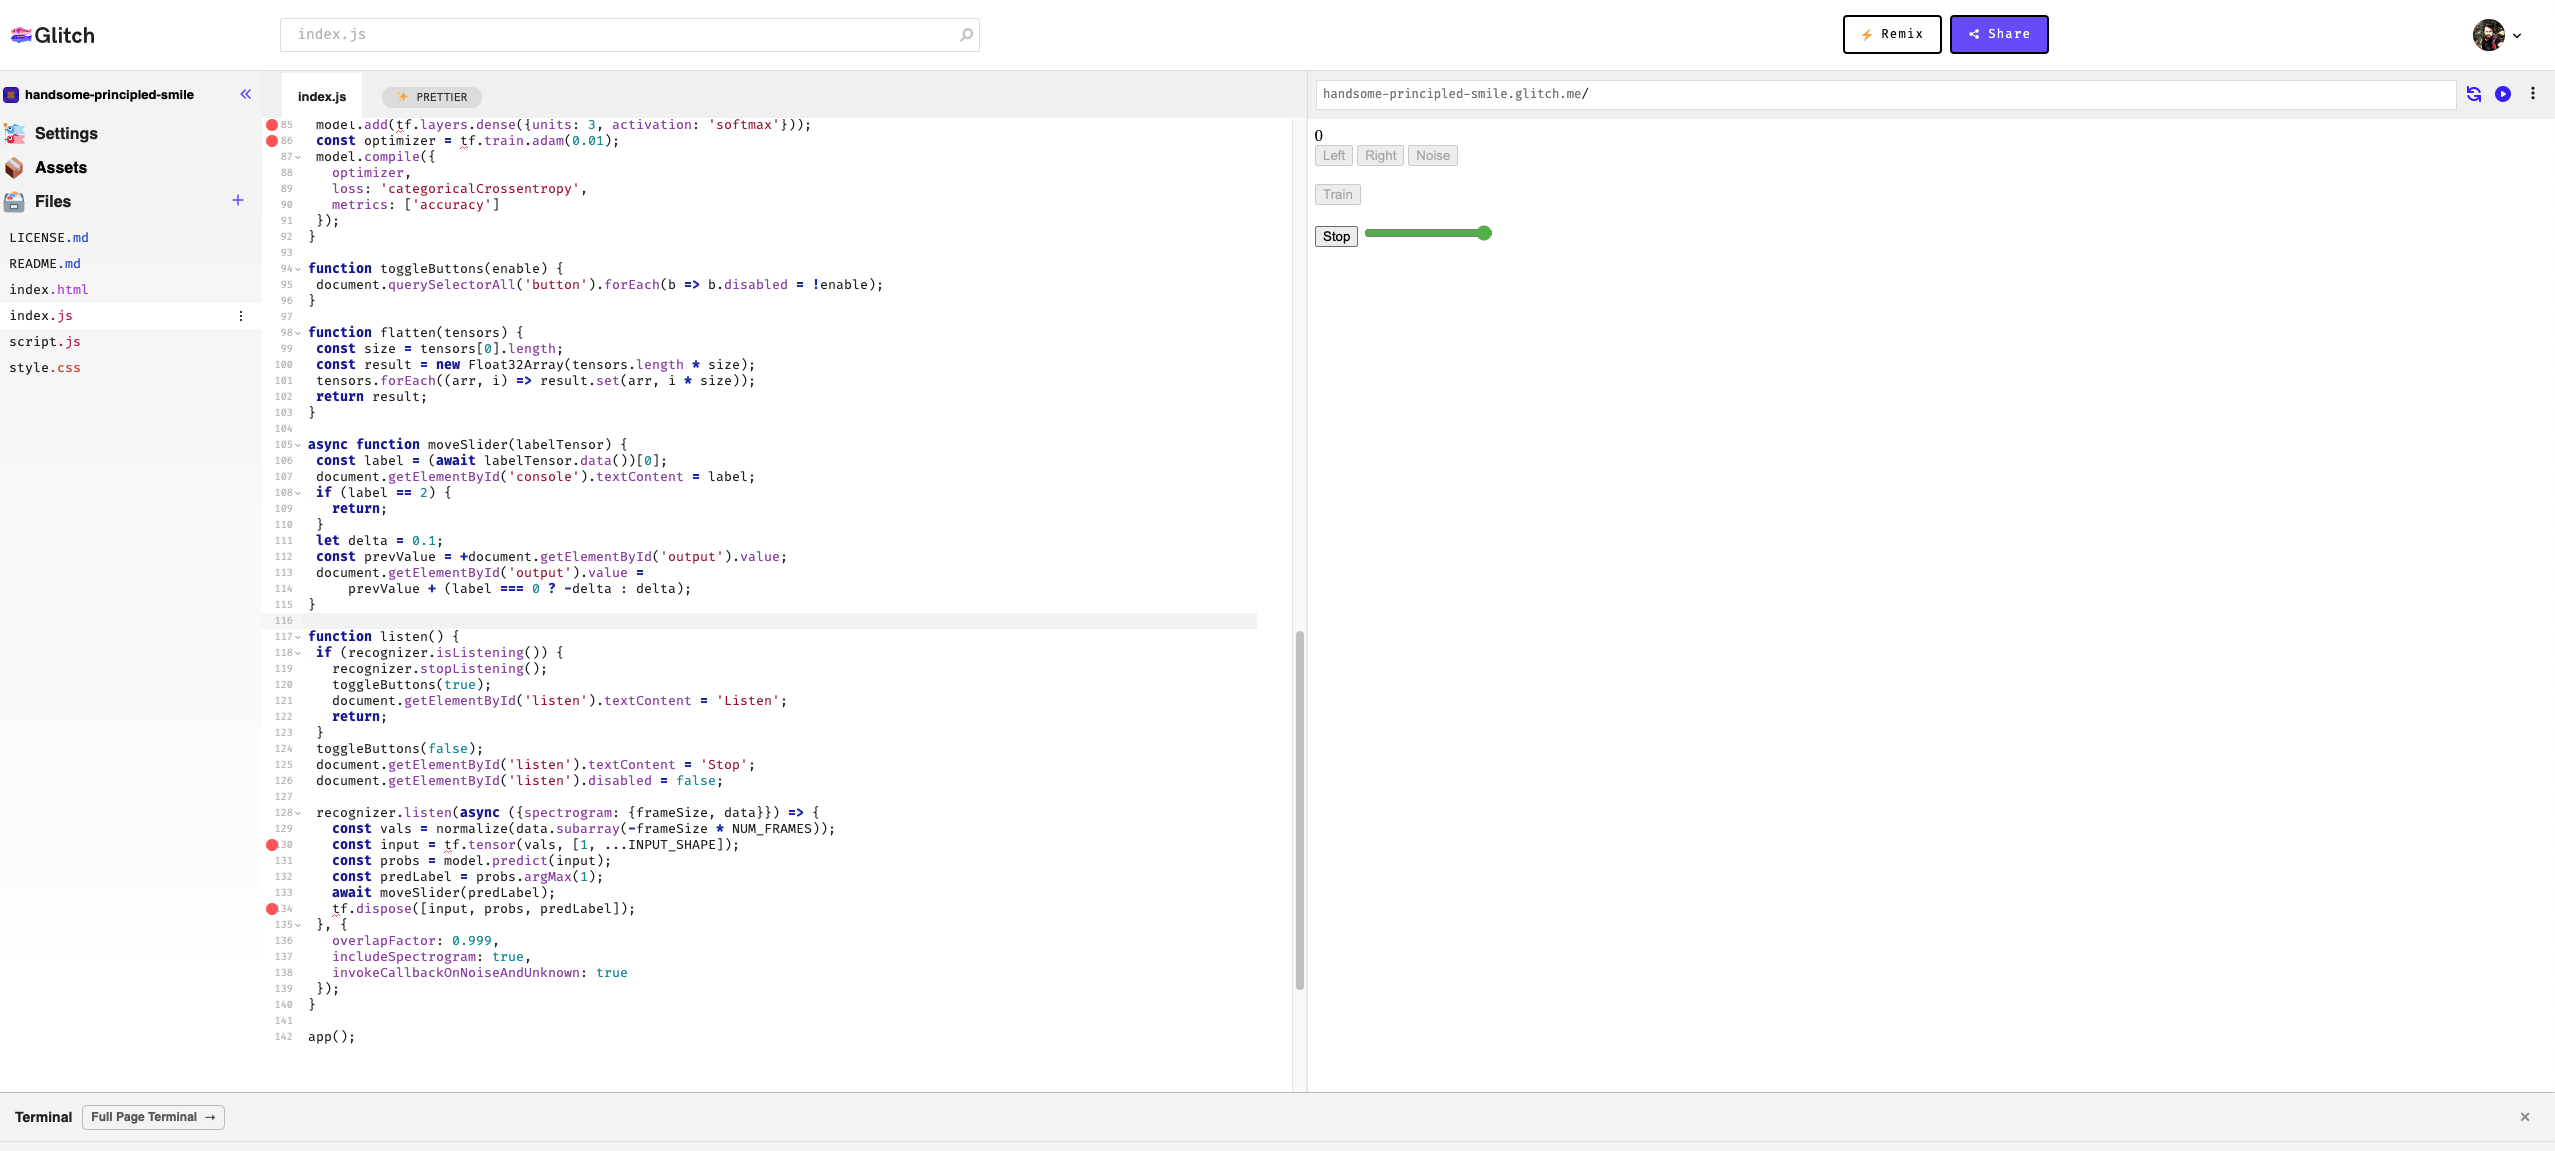 Glitch
index.js
Remix
Share
handsome-principled-smile
Settings
Assets
Files
LICENSE.md
README.md
index.html
index.js
script.js
style.css
index.js
PRETTIER
85 model.add(tf.layers.dense({units: 3, activation: 'softmax'}));
86 const optimizer = tf.train.adam(0.01);
87 model.compile({
88 optimizer,
89 loss: 'categoricalCrossentropy',
90 metrics: ['accuracy']
91 });
92 }
93
94 function toggleButtons(enable) {
95 document.querySelectorAll('button').forEach(b => b.disabled = !enable);
96 }
97
98 function flatten(tensors) {
99 const size = tensors[0].length;
100 const result = new Float32Array(tensors.length * size);
101 tensors.forEach((arr, i) => result.set(arr, i * size));
102 return result;
103 }
104
105 async function moveSlider(labelTensor) {
106 const label = (await labelTensor.data())[0];
107 document.getElementById('console').textContent = label;
108 if (label == 2) {
109 return;
110 }
111 let delta = 0.1;
112 const prevValue = +document.getElementById('output').value;
113 document.getElementById('output').value =
114 prevValue + (label === 0 ? -delta : delta);
115 }
116
117 function listen() {
118 if (recognizer.isListening()) {
119 recognizer.stopListening();
120 toggleButtons(true);
121 document.getElementById('listen').textContent = 'Listen';
122 return;
123 }
124 toggleButtons(false);
125 document.getElementById('listen').textContent = 'Stop';
126 document.getElementById('listen').disabled = false;
127
128 recognizer.listen(async ({spectrogram: {frameSize, data}}) => {
129 const vals = normalize(data.subarray(-frameSize * NUM_FRAMES));
130 const input = tf.tensor(vals, [1, ...INPUT_SHAPE]);
131 const probs = model.predict(input);
132 const predLabel = probs.argMax(1);
133 await moveSlider(predLabel);
134 tf.dispose([input, probs, predLabel]);
135 }, {
136 overlapFactor: 0.999,
137 includeSpectrogram: true,
138 invokeCallbackOnNoiseAndUnknown: true
139 });
140 }
141
142 app();
handsome-principled-smile.glitch.me/
0
Left Right Noise
Train
Stop
Terminal Full Page Terminal →